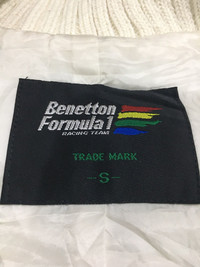 Benetton
Formula 1
RACING TEAM
TRADE MARK
-S-